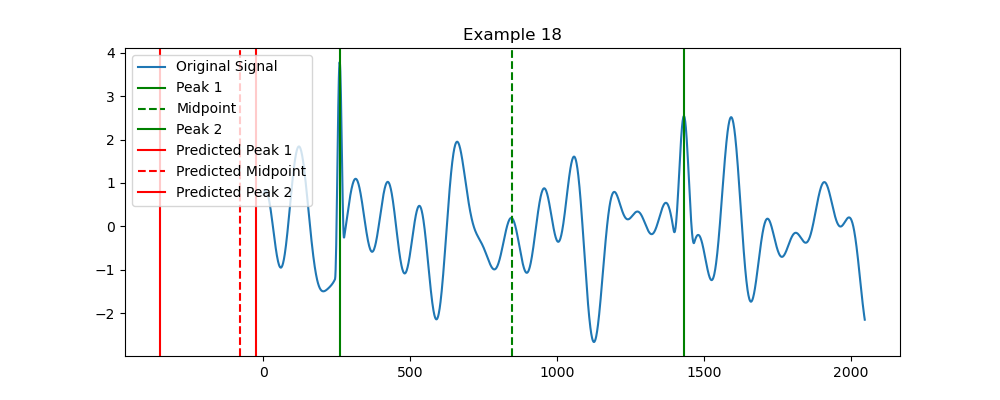 Example 18
Original Signal
Peak 1
Midpoint
Peak 2
Predicted Peak 1
Predicted Midpoint
Predicted Peak 2
4
3
2
1
0
−1
−2
0 500 1000 1500 2000